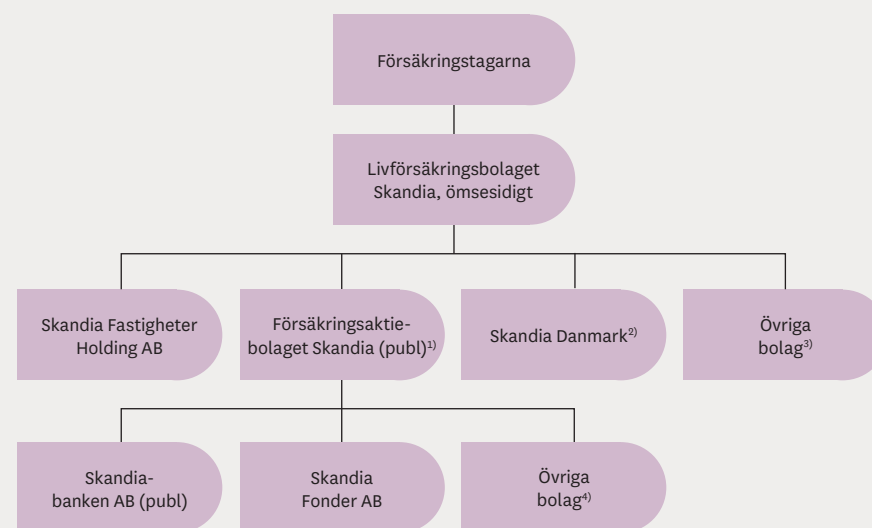 Försäkringstagarna
Livförsäkringsbolaget
Skandia, ömsesidigt
Skandia Fastigheter
Holding AB
Försäkringsaktie-
bolaget Skandia (publ)¹⁾
Skandia Danmark²⁾
Övriga
bolag³⁾
Skandia-
banken AB (publ)
Skandia
Fonder AB
Övriga
bolag⁴⁾